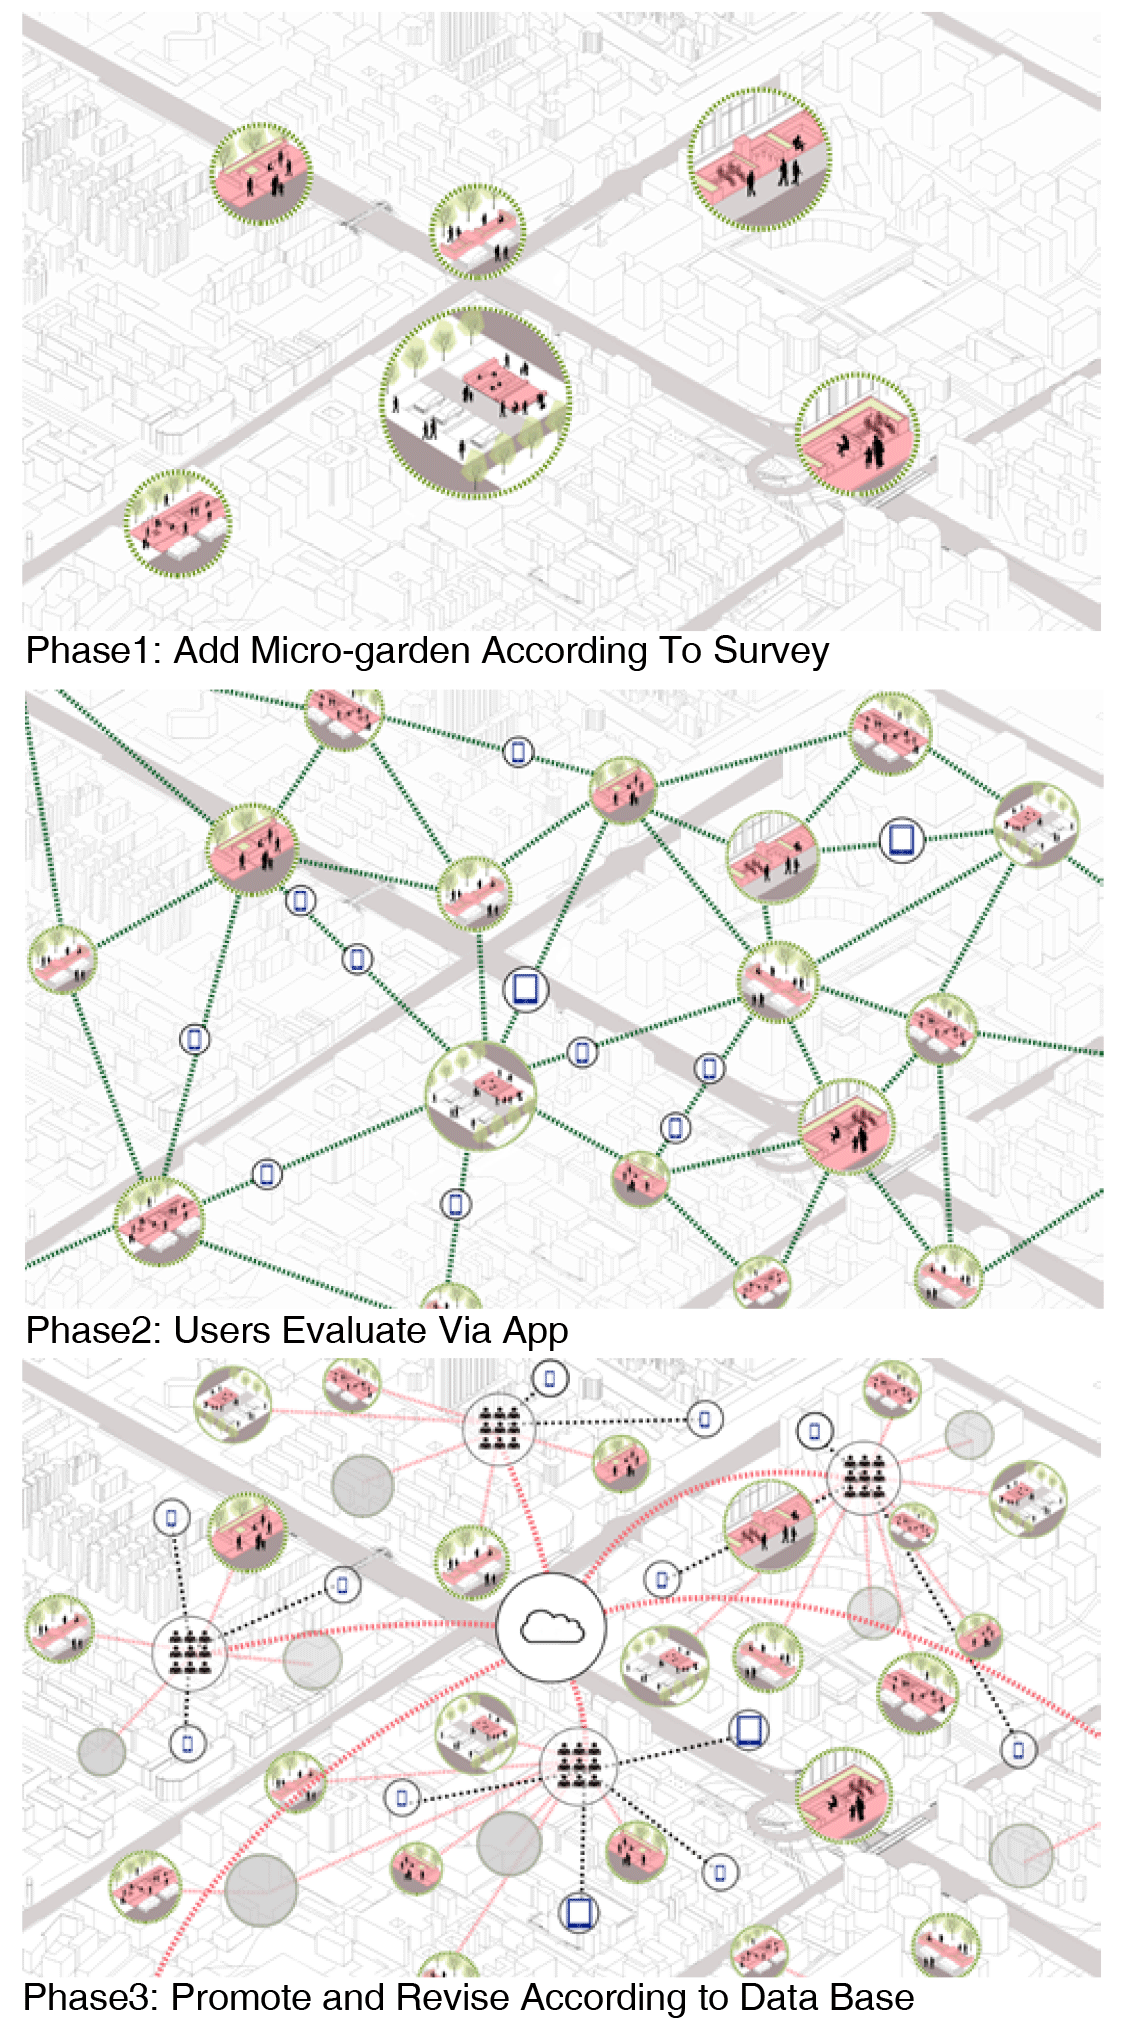 Phase1: Add Micro-garden According To Survey
Phase2: Users Evaluate Via App
Phase3: Promote and Revise According to Data Base